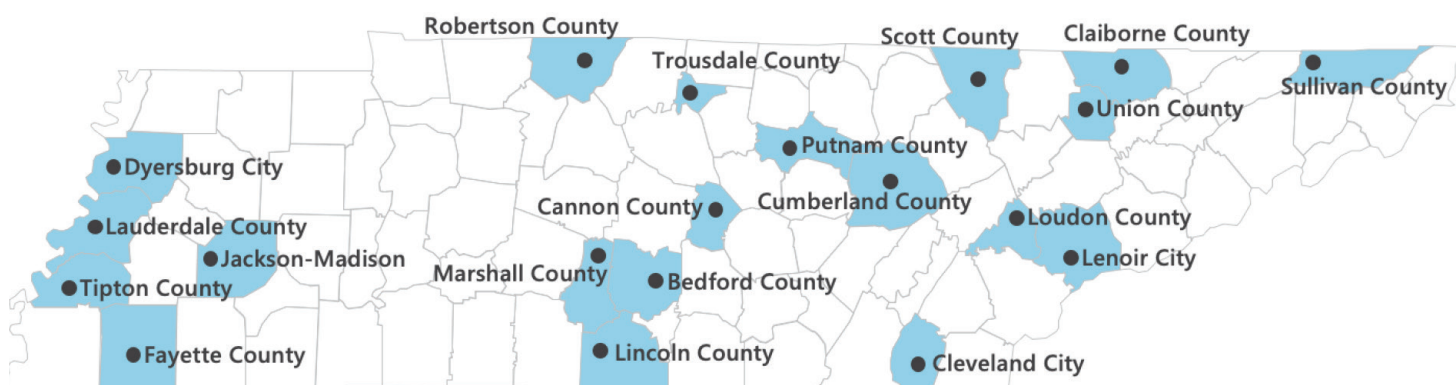 Robertson County
Scott County
Claiborne County
Trousdale County
Sullivan County
Union County
Putnam County
Dyersburg City
Cumberland County
Cannon County
Loudon County
Lauderdale County
Lenoir City
Jackson-Madison
Marshall County
Bedford County
Tipton County
Fayette County
Lincoln County
Cleveland City